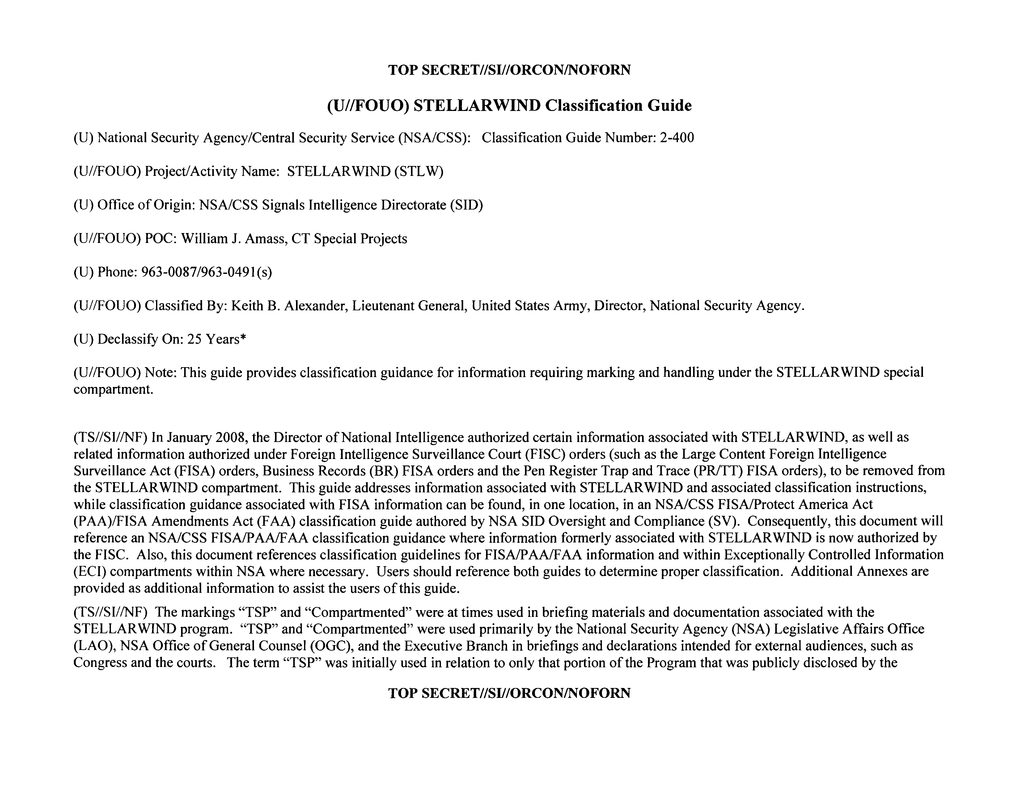 TOP SECRET//SI//ORCON/NOFORN
(U//FOUO) STELLARWIND Classification Guide
(U) National Security Agency/Central Security Service (NSA/CSS): Classification Guide Number: 2-400
(U//FOUO) Project/Activity Name: STELLARWIND (STLW)
(U) Office of Origin: NSA/CSS Signals Intelligence Directorate (SID)
(U//FOUO) POC: William J. Amass, CT Special Projects
(U) Phone: 963-0087/963-0491(s)
(U//FOUO) Classified By: Keith B. Alexander, Lieutenant General, United States Army, Director, National Security Agency.
(U) Declassify On: 25 Years*
(U//FOUO) Note: This guide provides classification guidance for information requiring marking and handling under the STELLARWIND special
compartment.
(TS//SI//NF) In January 2008, the Director of National Intelligence authorized certain information associated with STELLARWIND, as well as
related information authorized under Foreign Intelligence Surveillance Court (FISC) orders (such as the Large Content Foreign Intelligence
Surveillance Act (FISA) orders, Business Records (BR) FISA orders and the Pen Register Trap and Trace (PR/TT) FISA orders), to be removed from
the STELLARWIND compartment. This guide addresses information associated with STELLARWIND and associated classification instructions,
while classification guidance associated with FISA information can be found, in one location, in an NSA/CSS FISA/Protect America Act
(PAA)/FISA Amendments Act (FAA) classification guide authored by NSA SID Oversight and Compliance (SV). Consequently, this document will
reference an NSA/CSS FISA/PAA/FAA classification guidance where information formerly associated with STELLARWIND is now authorized by
the FISC. Also, this document references classification guidelines for FISA/PAA/FAA information and within Exceptionally Controlled Information
(ECI) compartments within NSA where necessary. Users should reference both guides to determine proper classification. Additional Annexes are
provided as additional information to assist the users of this guide.
(TS//SI//NF) The markings “TSP” and “Compartmented” were at times used in briefing materials and documentation associated with the
STELLARWIND program. “TSP” and “Compartmented” were used primarily by the National Security Agency (NSA) Legislative Affairs Office
(LAO), NSA Office of General Counsel (OGC), and the Executive Branch in briefings and declarations intended for external audiences, such as
Congress and the courts. The term “TSP” was initially used in relation to only that portion of the Program that was publicly disclosed by the
TOP SECRET//SI//ORCON/NOFORN